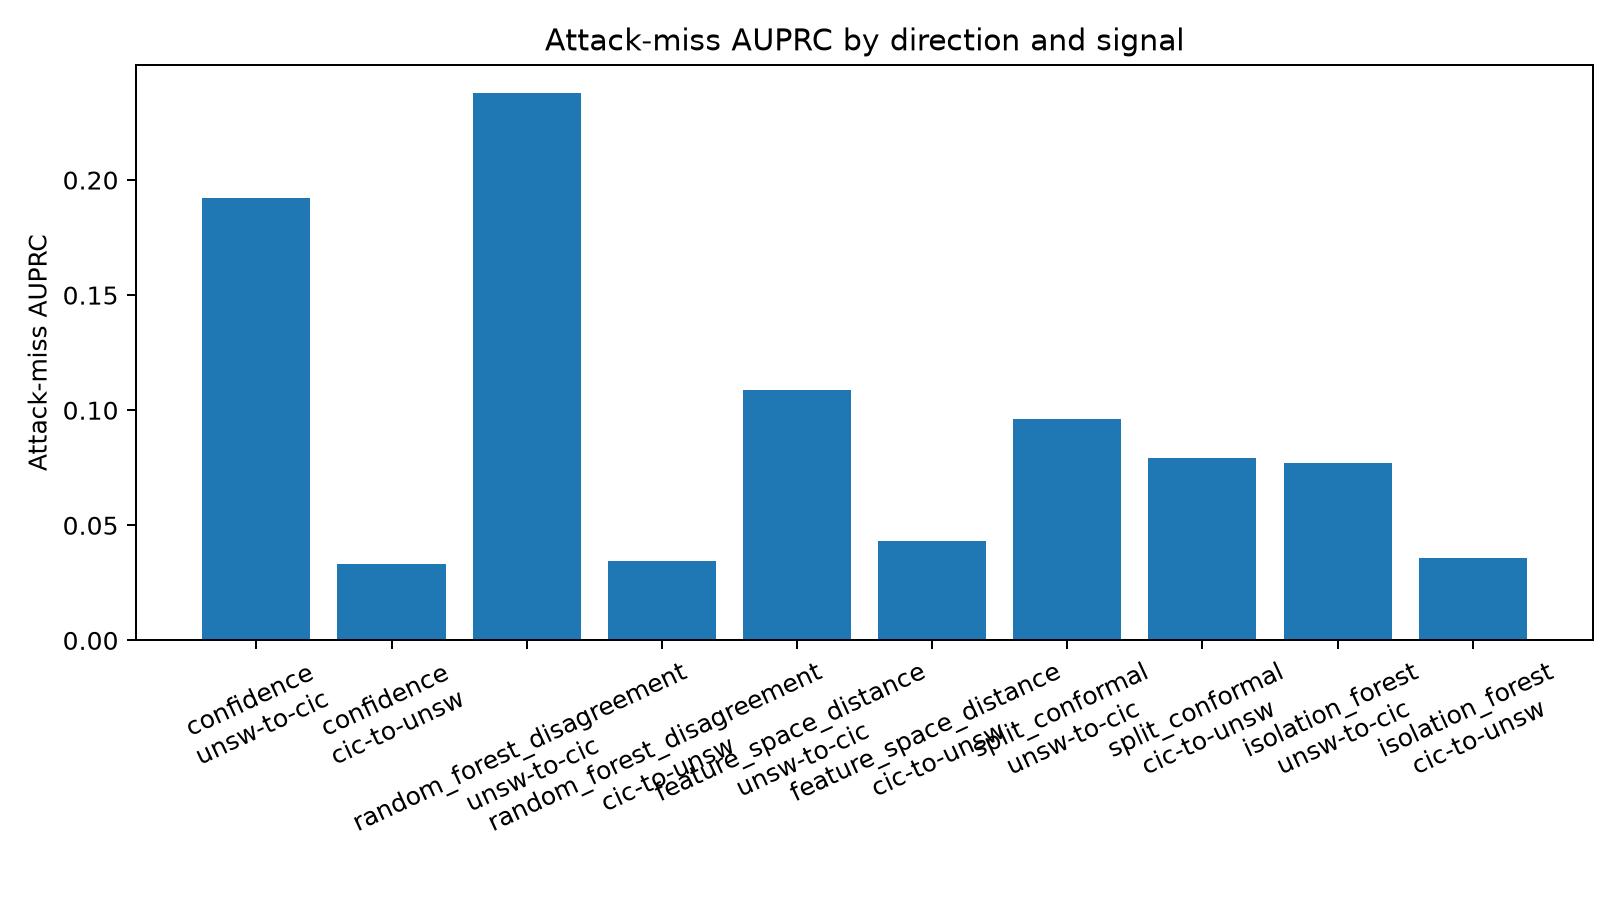 Attack-miss AUPRC by direction and signal
Attack-miss AUPRC
0.20
0.15
0.10
0.05
0.00
confidence
unsw-to-cic
confidence
cic-to-unsw
random_forest_disagreement
unsw-to-cic
random_forest_disagreement
cic-to-unsw
feature_space_distance
unsw-to-cic
feature_space_distance
cic-to-unsw
split_conformal
unsw-to-cic
split_conformal
cic-to-unsw
isolation_forest
unsw-to-cic
isolation_forest
cic-to-unsw